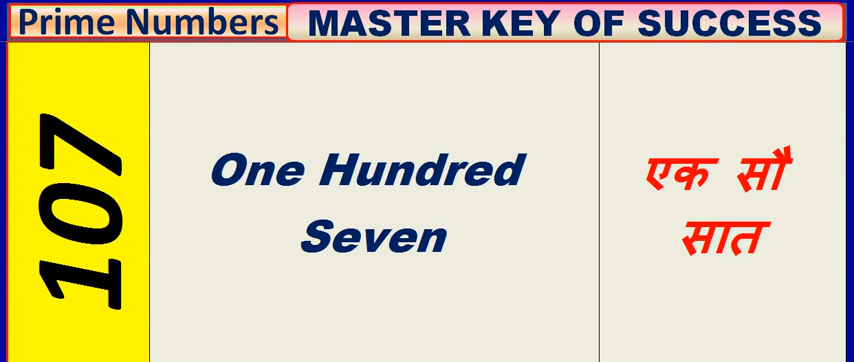 Prime Numbers
MASTER KEY OF SUCCESS
107
One Hundred
Seven
एक सौ
सात